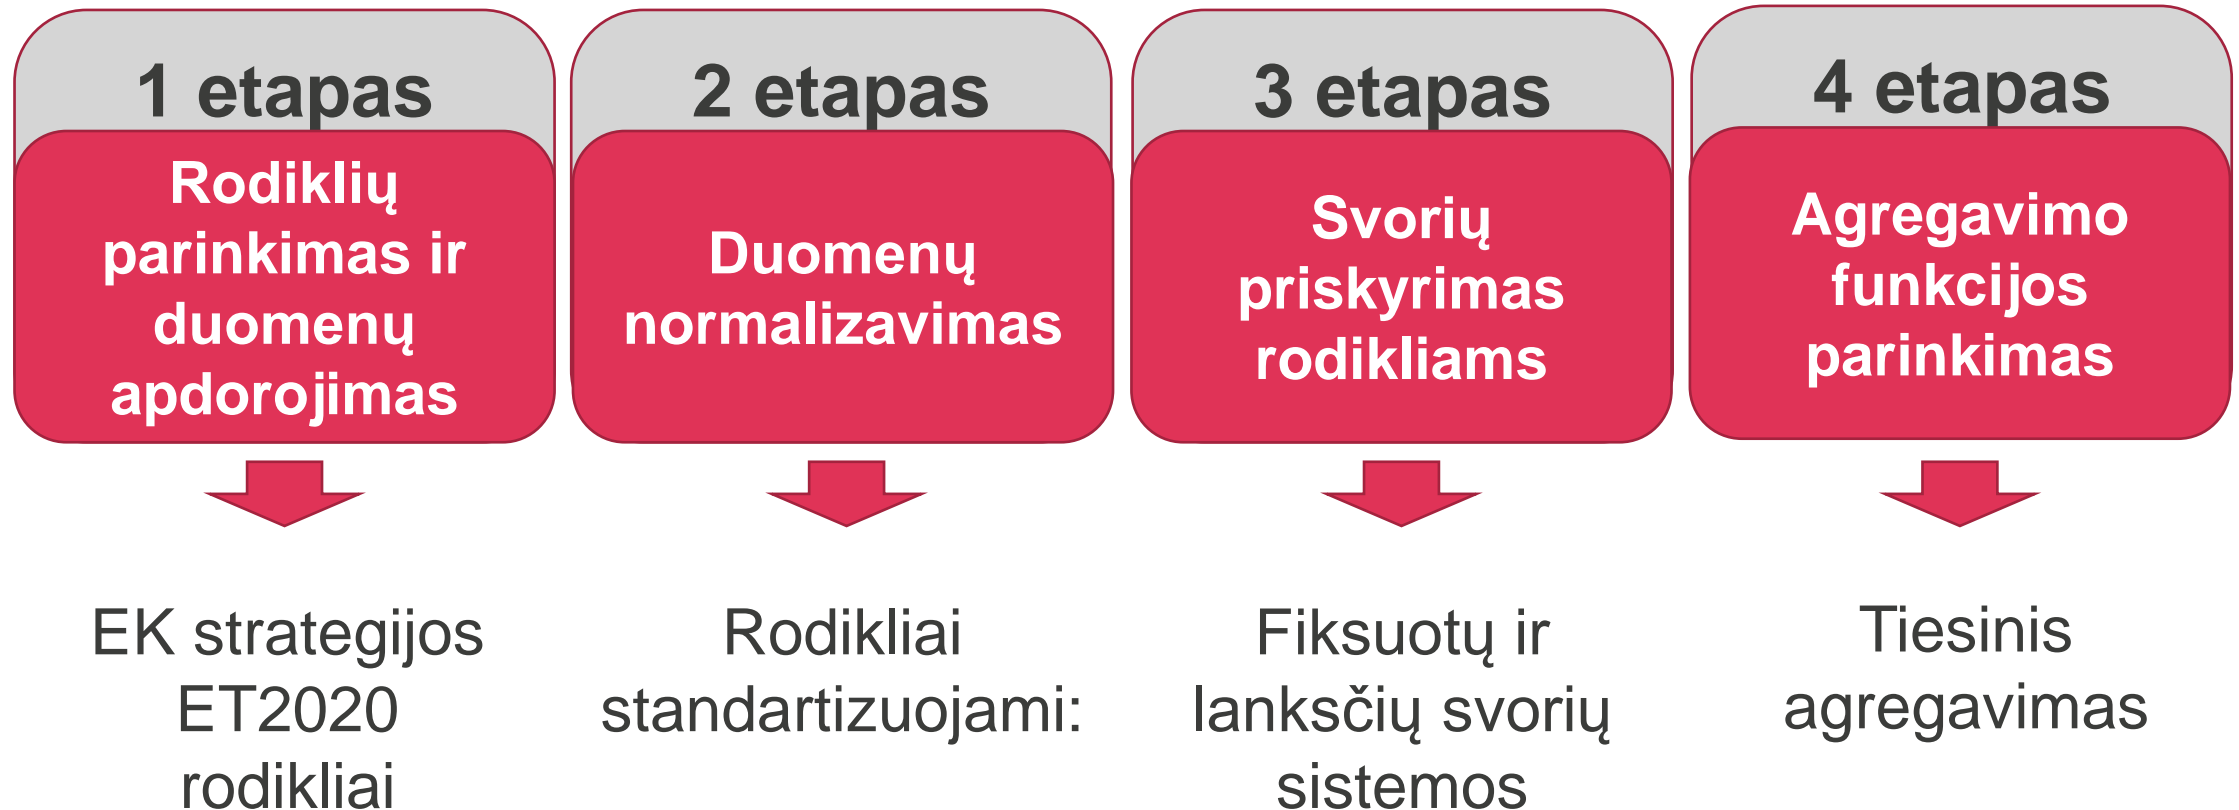 1 etapas
Rodiklių
parinkimas ir
duomenų
apdorojimas
EK strategijos
ET2020
rodikliai
2 etapas
Duomenų
normalizavimas
Rodikliai
standartizuojami:
3 etapas
Svorių
priskyrimas
rodikliams
Fiksuotų ir
lanksčių svorių
sistemos
4 etapas
Agregavimo
funkcijos
parinkimas
Tiesinis
agregavimas